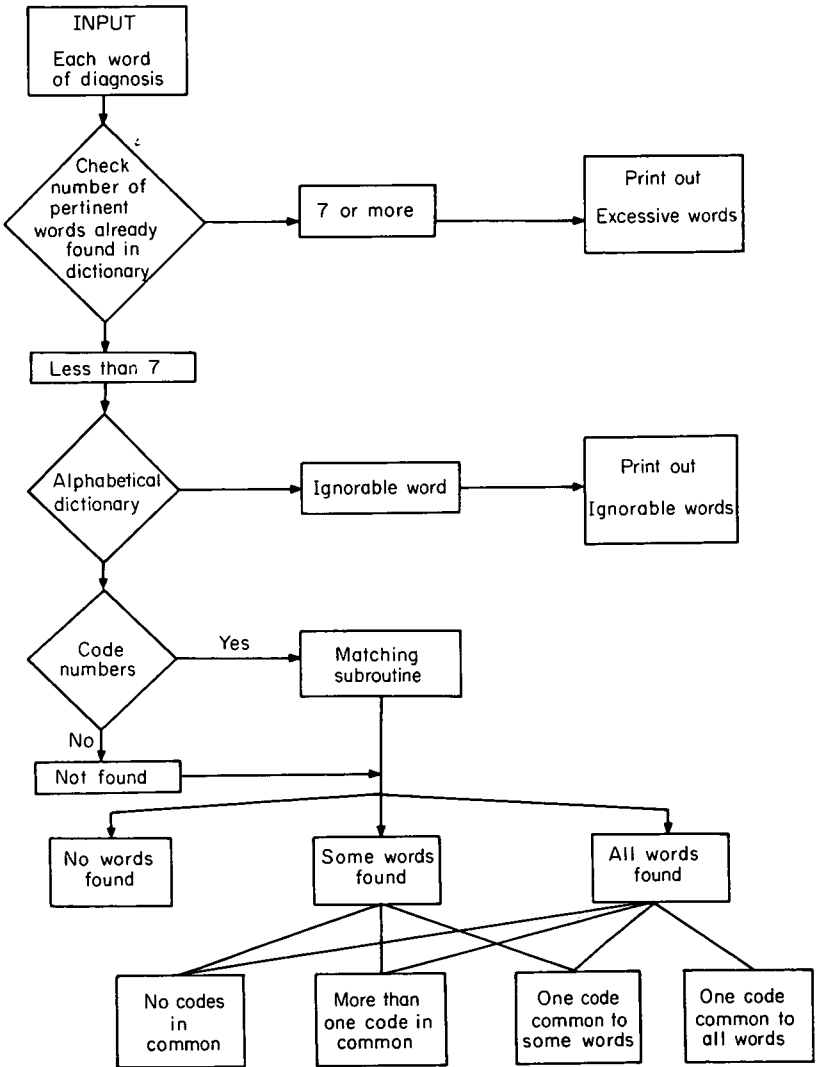 INPUT
Each word
of diagnosis
Check
number of
pertinent
words already
found in
dictionary
7 or more
Print out
Excessive words
Less than 7
Alphabetical
dictionary
Ignorable word
Print out
Ignorable words
Code
numbers
Yes
Matching
subroutine
No
Not found
No words
found
Some words
found
All words
found
No codes
in
common
More than
one code in
common
One code
common to
some words
One code
common to
all words